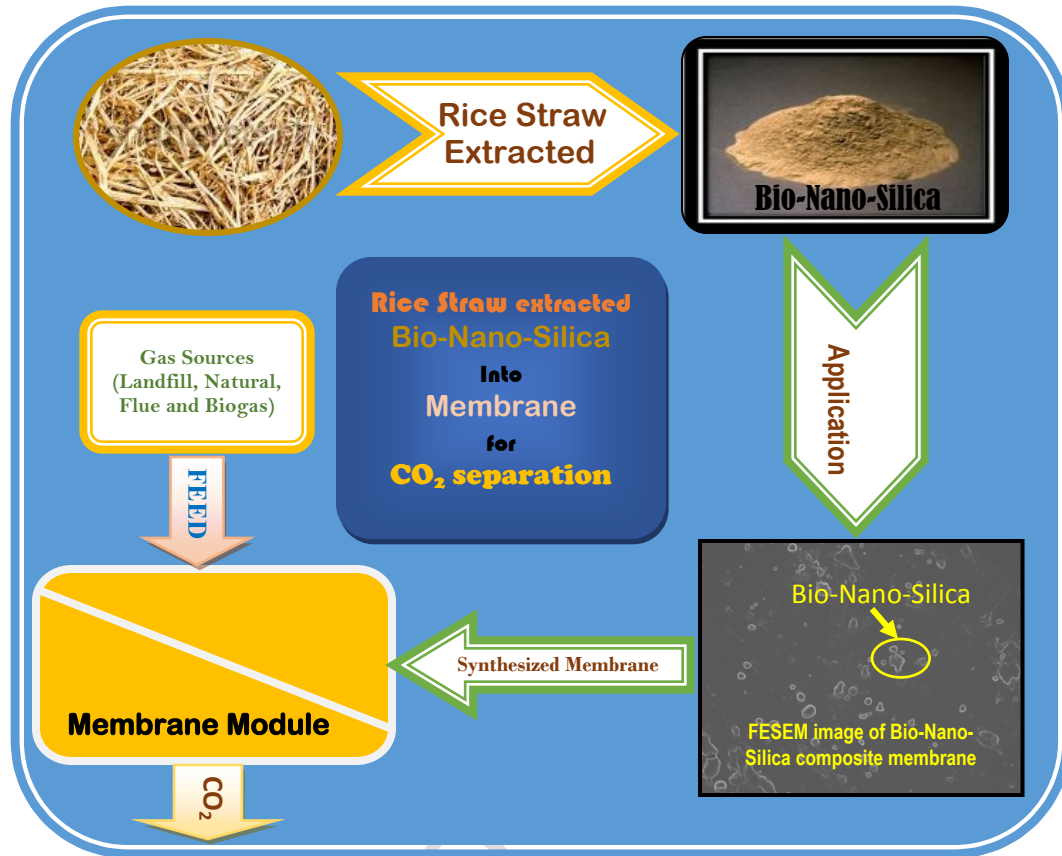 Rice Straw
Extracted
Bio-Nano-Silica
Rice Straw extracted
Bio-Nano-Silica
Into
Membrane
for
CO₂ separation
Gas Sources
(Landfill, Natural,
Flue and Biogas)
Application
FEED
Bio-Nano-Silica
Synthesized Membrane
FESEM image of Bio-Nano-
Silica composite membrane
Membrane Module
CO₂